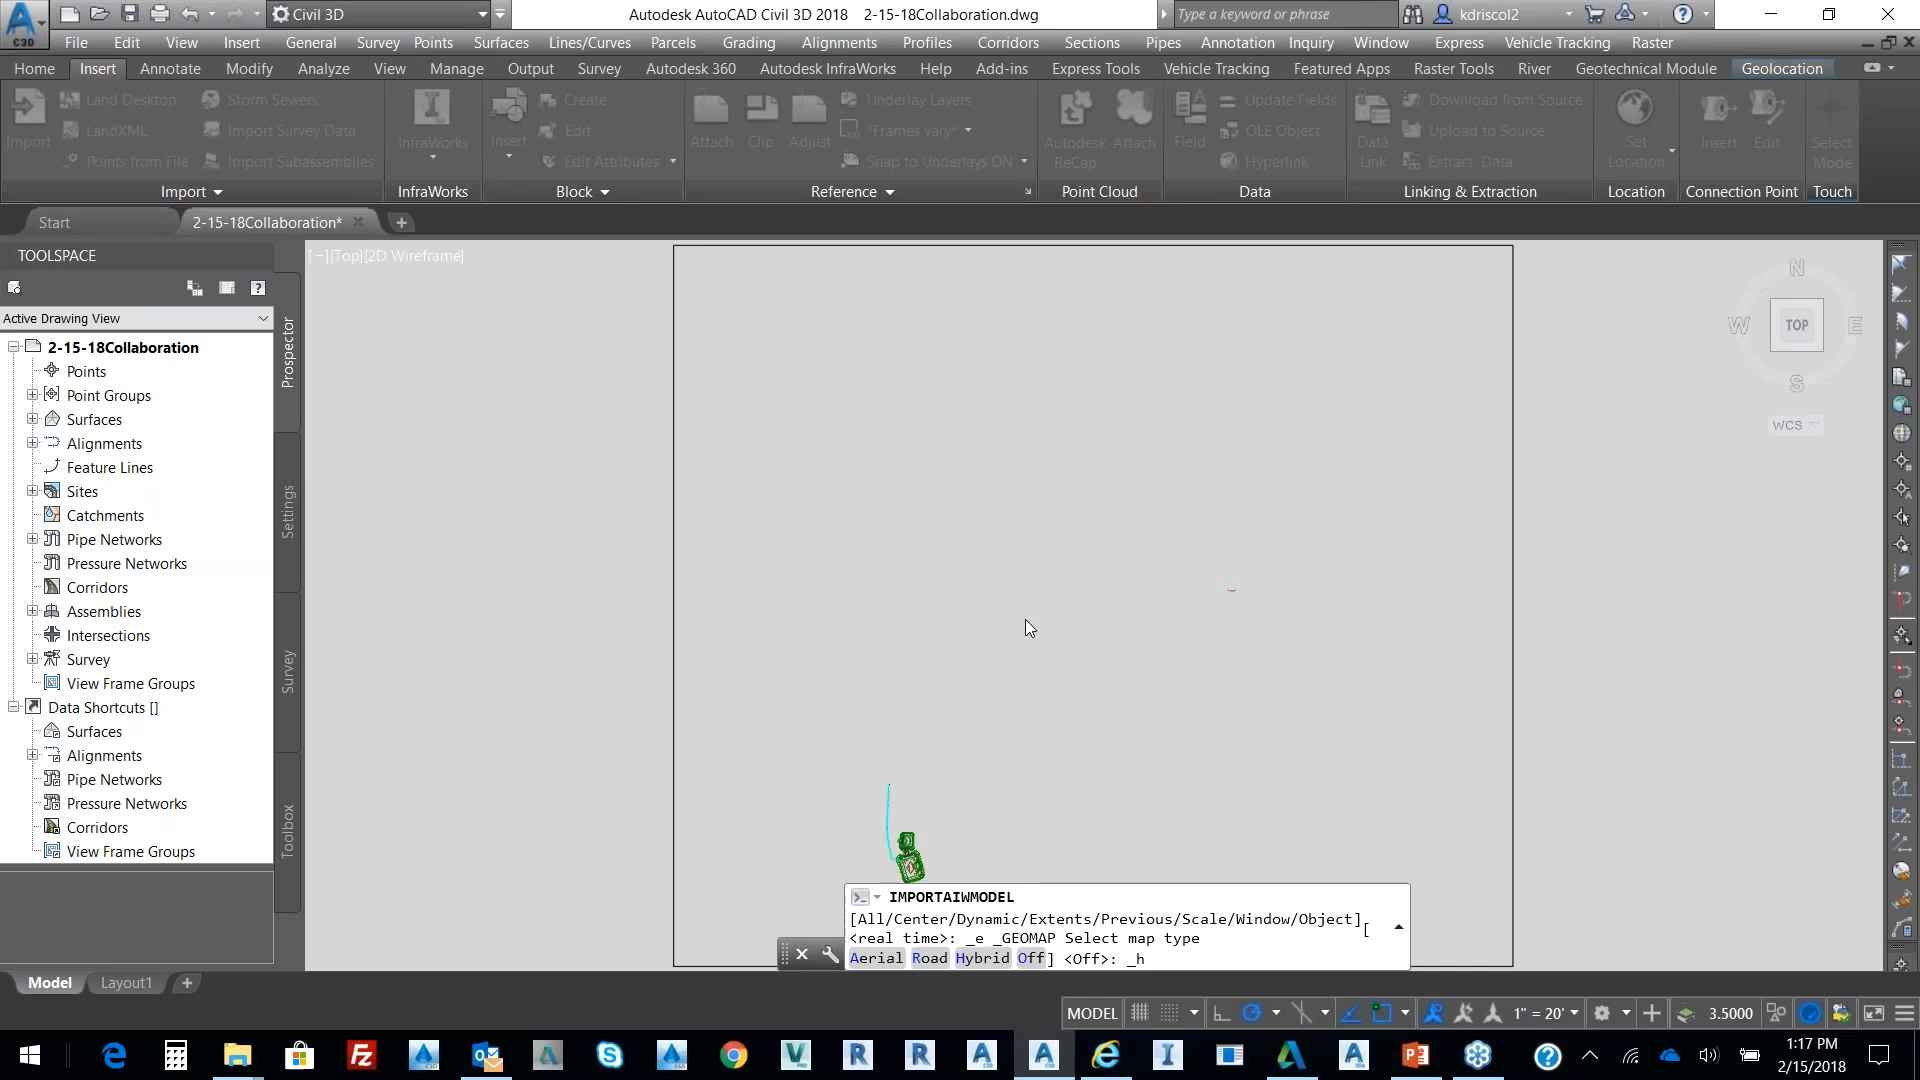 Civil 3D
Autodesk AutoCAD Civil 3D 2018 2-15-18Collaboration.dwg
Type a keyword or phrase
kdriscol2
C3D
File Edit View Insert General Survey Points Surfaces Lines/Curves Parcels Grading Alignments Profiles Corridors Sections Pipes Annotation Inquiry Window Express Vehicle Tracking Raster
Home Insert Annotate Modify Analyze View Manage Output Survey Autodesk 360 Autodesk InfraWorks Help Add-ins Express Tools Vehicle Tracking Featured Apps Raster Tools River Geotechnical Module Geolocation
Land Desktop Storm Sewers Create Underlay Layers Update Fields Download from Source
LandXML Import Survey Data Edit *Frames vary* OLE Object Upload to Source
Import InfraWorks Insert Attach Clip Adjust Autodesk ReCap Attach Field Data Link Set Location Insert Edit Select Mode
Points from File Import Subassemblies Edit Attributes Snap to Underlays ON Hyperlink Extract Data
Import InfraWorks Block Reference Point Cloud Data Linking & Extraction Location Connection Point Touch
Start 2-15-18Collaboration*
TOOLSPACE
[−][Top][2D Wireframe]
Active Drawing View
2-15-18Collaboration
Points
Point Groups
Surfaces
Alignments
Feature Lines
Sites
Catchments
Pipe Networks
Pressure Networks
Corridors
Assemblies
Intersections
Survey
View Frame Groups
Data Shortcuts []
Surfaces
Alignments
Pipe Networks
Pressure Networks
Corridors
View Frame Groups
Prospector
Settings
Survey
Toolbox
N
W TOP E
S
WCS
IMPORTAIWMODEL
[All/Center/Dynamic/Extents/Previous/Scale/Window/Object]
<real time>: _e _GEOMAP Select map type [
Aerial Road Hybrid Off] <Off>: _h
Model Layout1
MODEL 1" = 20' 3.5000
1:17 PM
2/15/2018